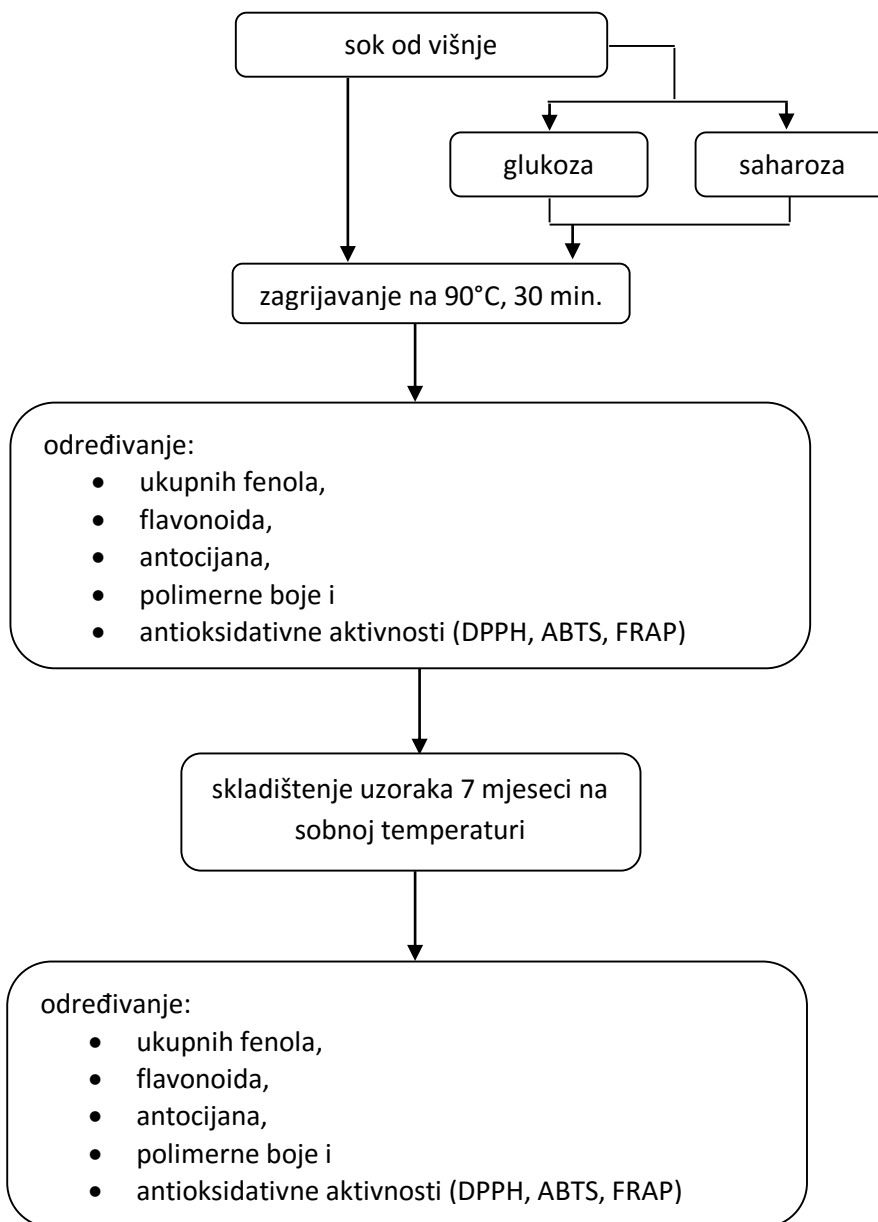 sok od višnje
glukoza
saharoza
zagrijavanje na 90°C, 30 min.
određivanje:
• ukupnih fenola,
• flavonoida,
• antocijana,
• polimerne boje i
• antioksidativne aktivnosti (DPPH, ABTS, FRAP)
skladištenje uzoraka 7 mjeseci na
sobnoj temperaturi
određivanje:
• ukupnih fenola,
• flavonoida,
• antocijana,
• polimerne boje i
• antioksidativne aktivnosti (DPPH, ABTS, FRAP)